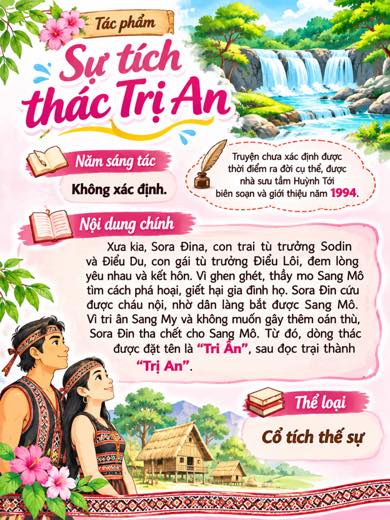 Tác phẩm
Sự tích
thác Trị An
Năm sáng tác
Không xác định.
Truyện chưa xác định được
thời điểm ra đời cụ thể, được
nhà sưu tầm Huỳnh Tới
biên soạn và giới thiệu năm 1994.
Nội dung chính
Xưa kia, Sora Đina, con trai tù trưởng Sodin
và Điểu Du, con gái tù trưởng Điểu Lôi, đem lòng
yêu nhau và kết hôn. Vì ghen ghét, thầy mo Sang Mô
tìm cách phá hoại, giết hại gia đình họ. Sora Đin cứu
được cháu nội, nhờ dân làng bắt được Sang Mô.
Vì tri ân Sang My và không muốn gây thêm oán thù,
Sora Đin tha chết cho Sang Mô. Từ đó, dòng thác
được đặt tên là “Tri Ân”, sau đọc trại thành
“Trị An”.
Thể loại
Cổ tích thế sự